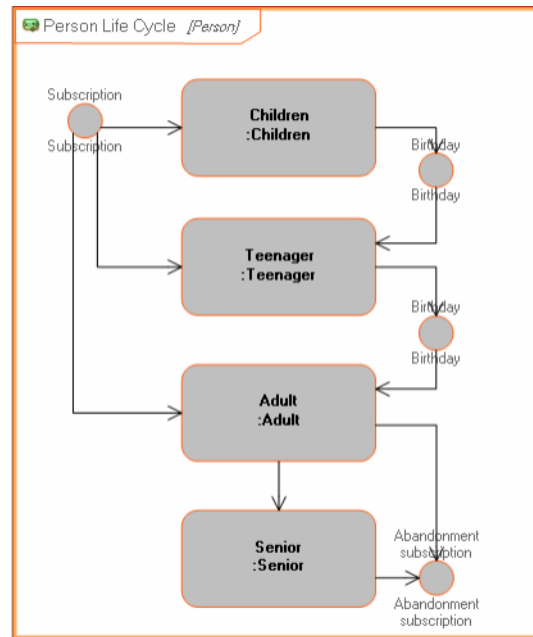 Person Life Cycle [Person]
Subscription
Subscription
Children
:Children
Birthday
Birthday
Teenager
:Teenager
Birthday
Birthday
Adult
:Adult
Senior
:Senior
Abandonment
subscription
Abandonment
subscription